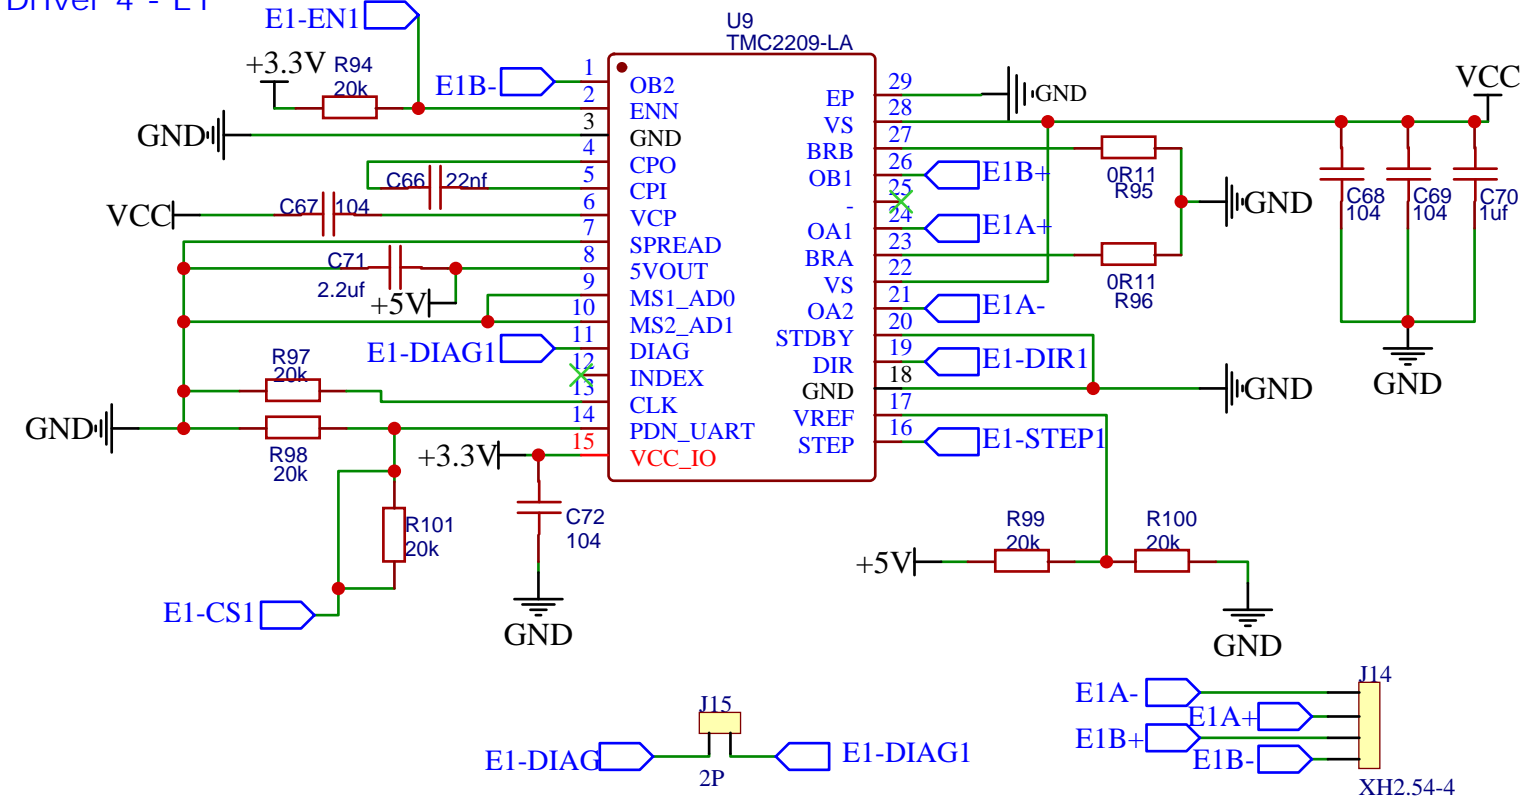 Driver 4 - E1
E1-EN1
U9
TMC2209-LA
+3.3V
R94
20k
E1B-
GND
1
2
3
4
5
6
7
8
9
10
11
12
13
14
15
OB2
ENN
GND
CPO
CPI
VCP
SPREAD
5VOUT
MS1_AD0
MS2_AD1
DIAG
INDEX
CLK
PDN_UART
VCC_IO
EP
VS
BRB
OB1
-
OA1
BRA
VS
OA2
STDBY
DIR
GND
VREF
STEP
29
28
27
26
25
24
23
22
21
20
19
18
17
16
C66
22nf
VCC
C67
104
C71
2.2uf
+5V
E1-DIAG1
R97
20k
GND
R98
20k
+3.3V
R101
20k
C72
104
E1-CS1
GND
GND
VCC
E1B+
0R11
R95
GND
E1A+
0R11
R96
C68
104
C69
104
C70
1uf
E1A-
E1-DIR1
GND
GND
E1-STEP1
R99
20k
R100
20k
+5V
GND
J15
E1-DIAG
E1-DIAG1
2P
J14
E1A-
E1A+
E1B+
E1B-
XH2.54-4